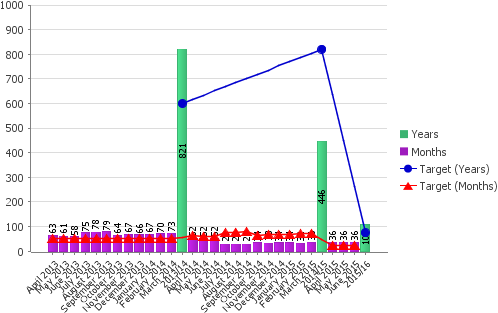 1000
900
800
700
600
500
400
300
200
100
0
63
61
58
75
78
79
64
67
66
67
70
73
821
52
52
52
446
36
36
36
Years
Months
Target (Years)
Target (Months)
April 2013
May 2013
June 2013
July 2013
August 2013
September 2013
October 2013
November 2013
December 2013
January 2014
February 2014
March 2014
2013/14
April 2014
May 2014
June 2014
July 2014
August 2014
September 2014
October 2014
November 2014
December 2014
January 2015
February 2015
March 2015
2014/15
April 2015
May 2015
June 2015
2015/16